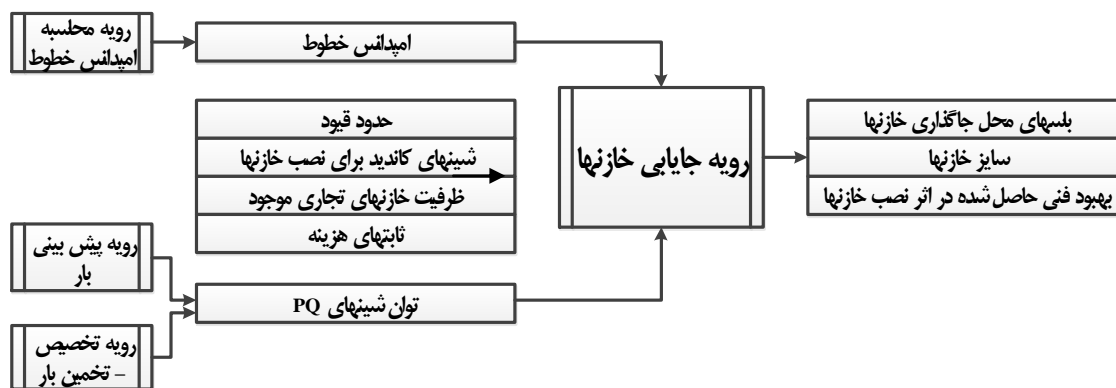 رویه محاسبه
امپدانس خطوط
امپدانس خطوط
حدود قیود
شینهای کاندید برای نصب خازنها
ظرفیت خازنهای تجاری موجود
ثابتهای هزینه
رویه جایابی خازنها
باسهای محل جاگذاری خازنها
سایز خازنها
بهبود فنی حاصل شده در اثر نصب خازنها
رویه پیش بینی
بار
توان شینهای PQ
رویه تخصیص
– تخمین بار